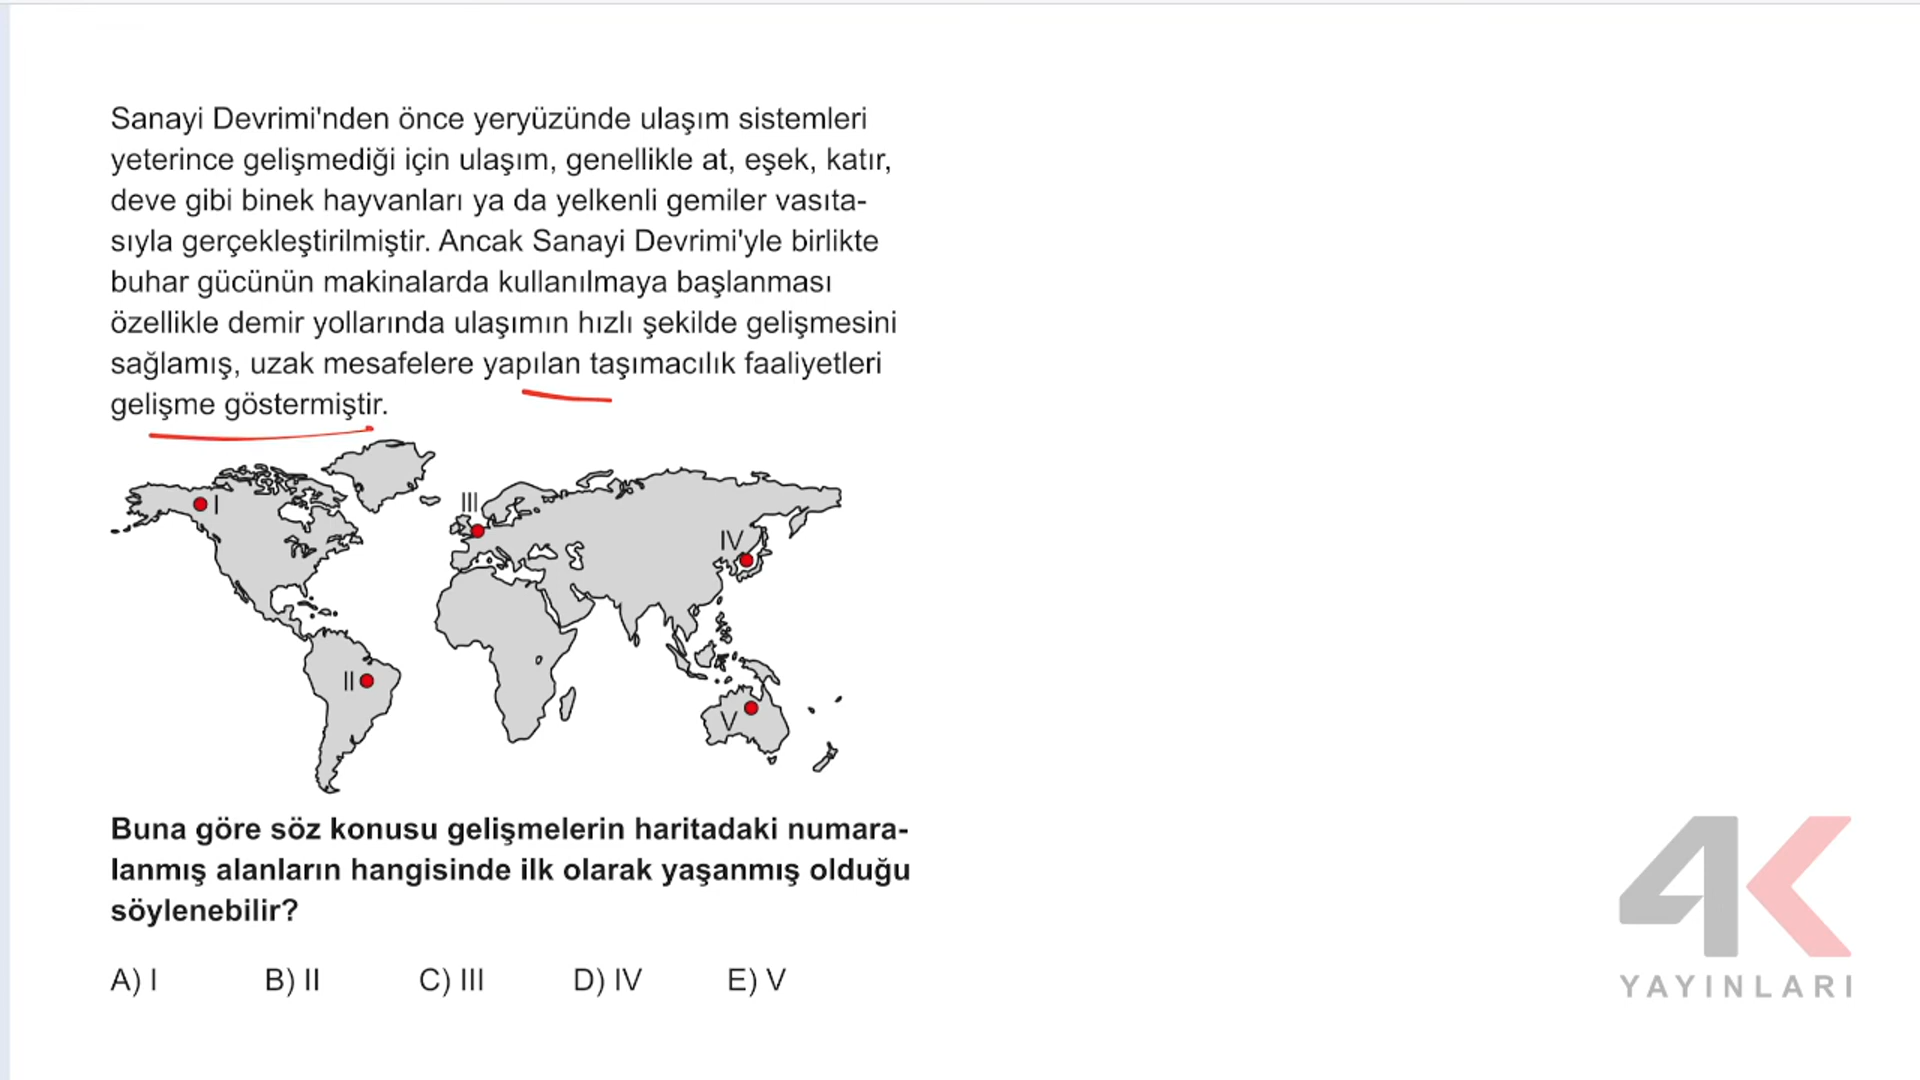 Sanayi Devrimi'nden önce yeryüzünde ulaşım sistemleri
yeterince gelişmediği için ulaşım, genellikle at, eşek, katır,
deve gibi binek hayvanları ya da yelkenli gemiler vasıta-
sıyla gerçekleştirilmiştir. Ancak Sanayi Devrimi'yle birlikte
buhar gücünün makinalarda kullanılmaya başlanması
özellikle demir yollarında ulaşımın hızlı şekilde gelişmesini
sağlamış, uzak mesafelere yapılan taşımacılık faaliyetleri
gelişme göstermiştir.
I
III
IV
II
V
Buna göre söz konusu gelişmelerin haritadaki numara-
lanmış alanların hangisinde ilk olarak yaşanmış olduğu
söylenebilir?
A) I B) II C) III D) IV E) V
4K
YAYINLARI